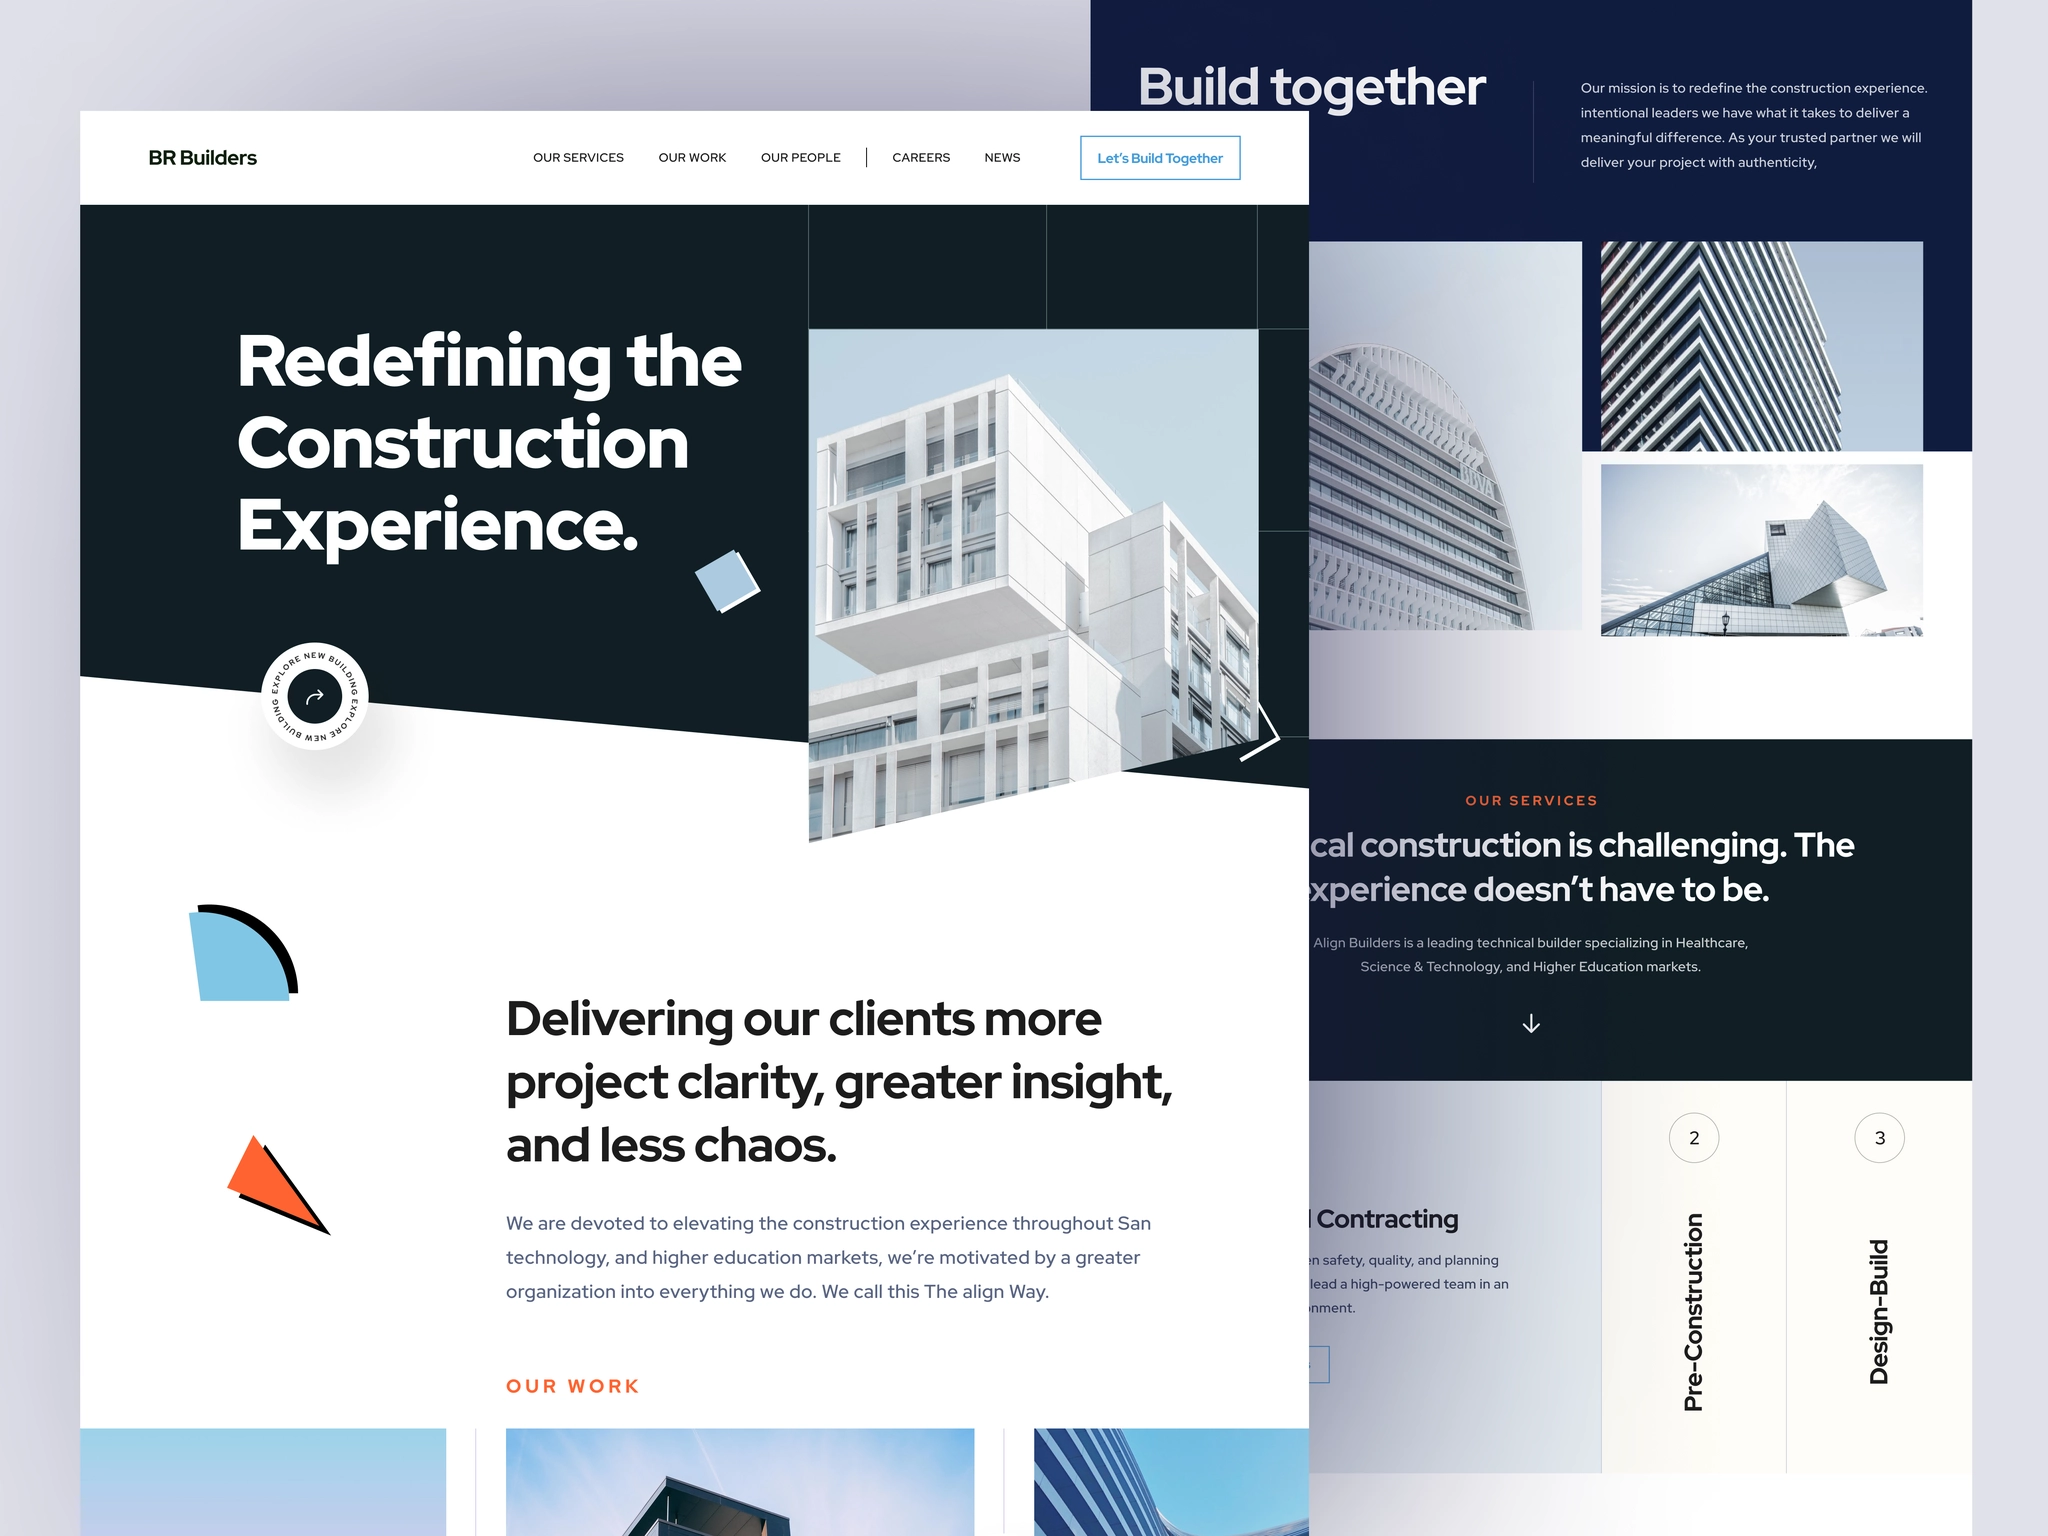 BR Builders
OUR SERVICES
OUR WORK
OUR PEOPLE
CAREERS
NEWS
Let's Build Together
Redefining the
Construction
Experience.
EXPLORE NEW BUILDING EXPLORE NEW BUILDING
Delivering our clients more
project clarity, greater insight,
and less chaos.
We are devoted to elevating the construction experience throughout San
technology, and higher education markets, we're motivated by a greater
organization into everything we do. We call this The align Way.
OUR WORK
Build together
Our mission is to redefine the construction experience.
intentional leaders we have what it takes to deliver a
meaningful difference. As your trusted partner we will
deliver your project with authenticity,
BBVA
OUR SERVICES
construction is challenging. The
experience doesn't have to be.
Align Builders is a leading technical builder specializing in Healthcare,
Science & Technology, and Higher Education markets.
Contracting
safety, quality, and planning
lead a high-powered team in an
2
Pre-Construction
3
Design-Build